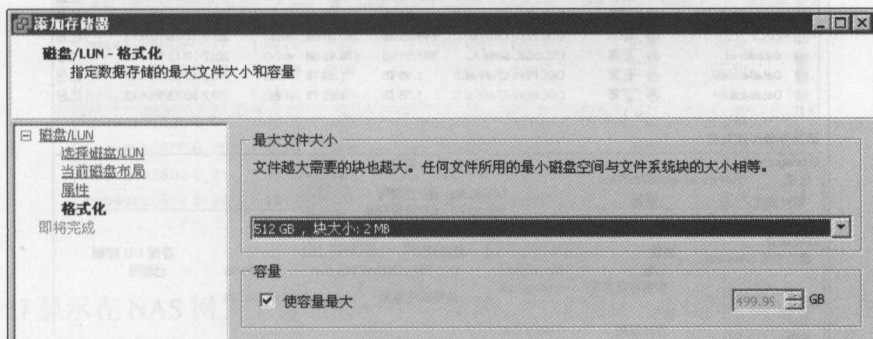 添加存储器
磁盘/LUN - 格式化
指定数据存储的最大文件大小和容量
磁盘/LUN
选择磁盘/LUN
当前磁盘布局
属性
格式化
即将完成
最大文件大小
文件越大需要的块也越大。任何文件所用的最小磁盘空间与文件系统块的大小相等。
512 GB ，块大小: 2 MB
容量
使容量最大
499.99 GB